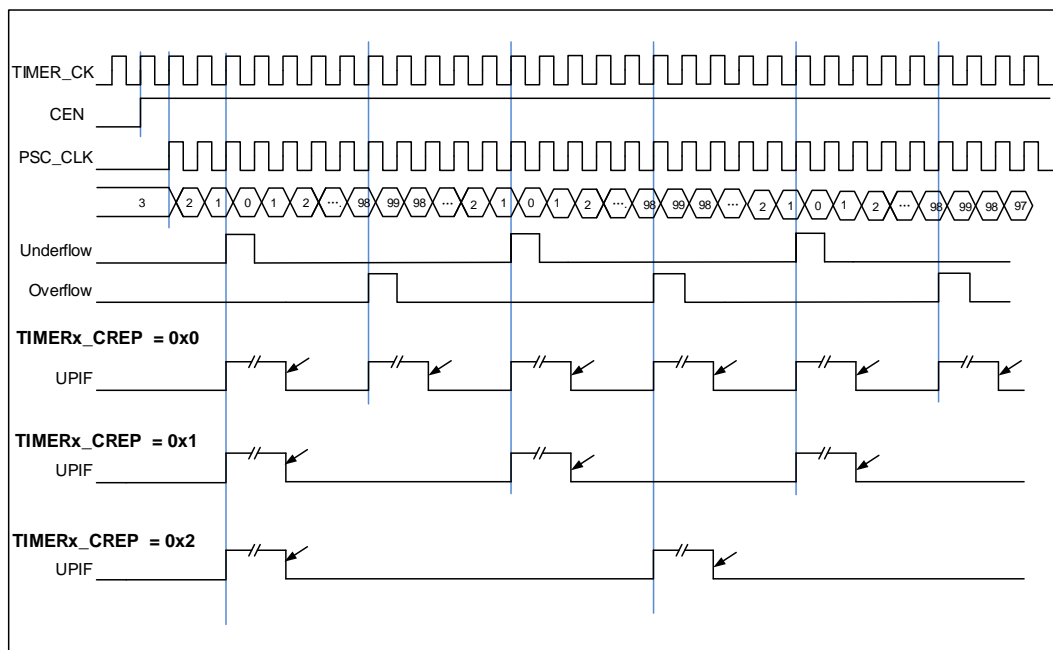 TIMER_CK
CEN
PSC_CLK
3 2 1 0 1 2 .... 98 99 98 ... 2 1 0 1 2 .... 98 99 98 ... 2 1 0 1 2 ... 98 99 98 97
Underflow
Overflow
TIMERx_CREP = 0x0
UPIF
TIMERx_CREP = 0x1
UPIF
TIMERx_CREP = 0x2
UPIF